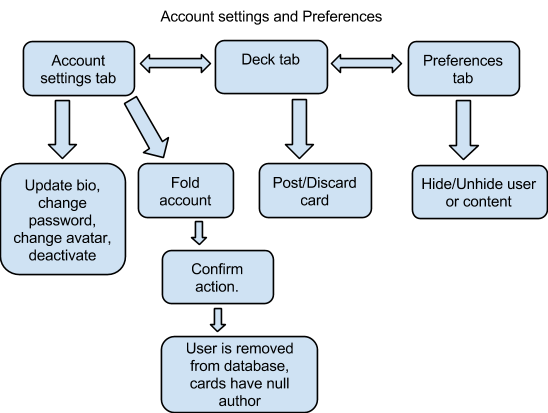 Account settings and Preferences
Account
settings tab
Deck tab
Preferences
tab
Update bio,
change
password,
change avatar,
deactivate
Fold
account
Post/Discard
card
Hide/Unhide user
or content
Confirm
action.
User is removed
from database,
cards have null
author